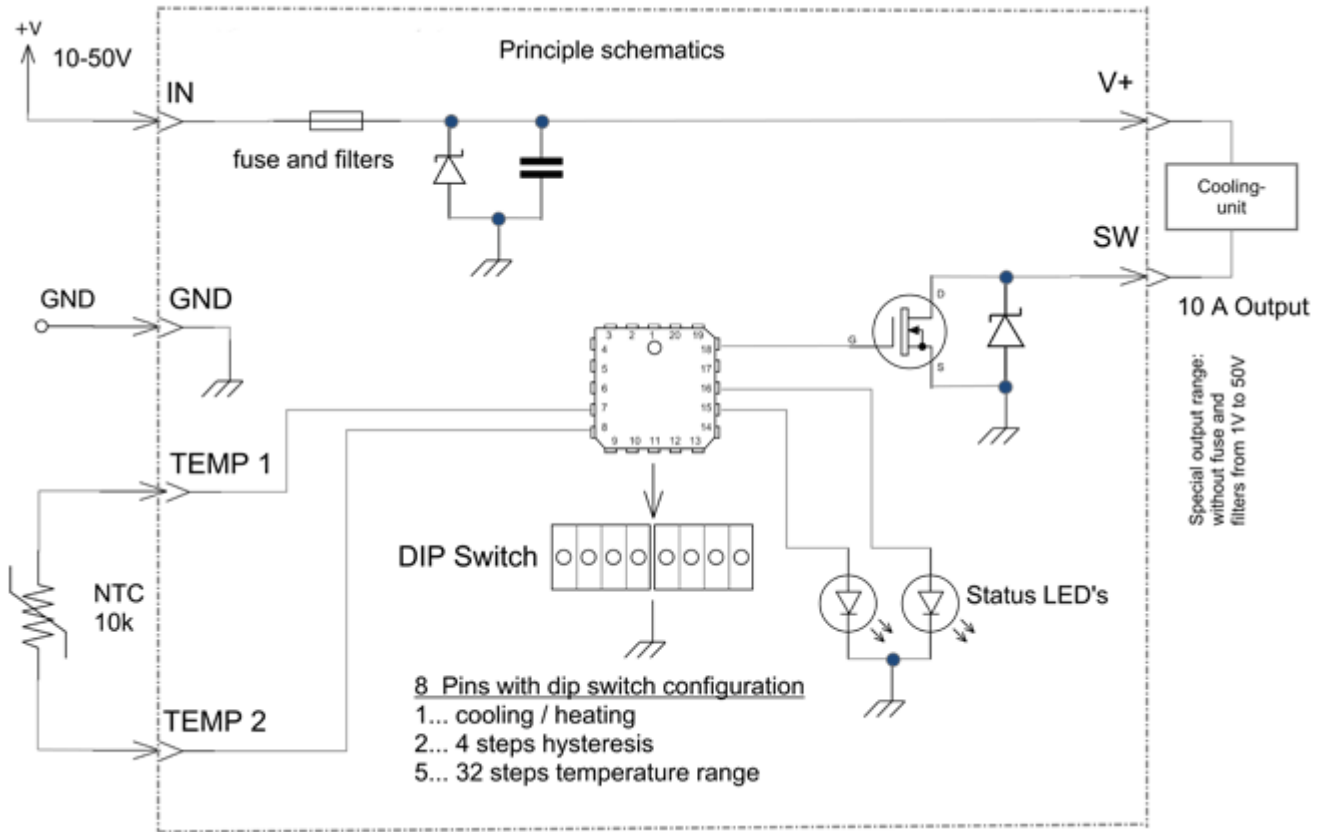 Principle schematics
+V
10-50V
IN
V+
fuse and filters
Cooling-
unit
SW
10 A Output
GND
GND
D
G
S
3 2 1 20 19
4
5
6
7
8
18
17
16
15
14
9 10 11 12 13
Special output range:
without fuse and
filters from 1V to 50V
TEMP 1
DIP Switch
NTC
10k
Status LED's
TEMP 2
8 Pins with dip switch configuration
1... cooling / heating
2... 4 steps hysteresis
5... 32 steps temperature range